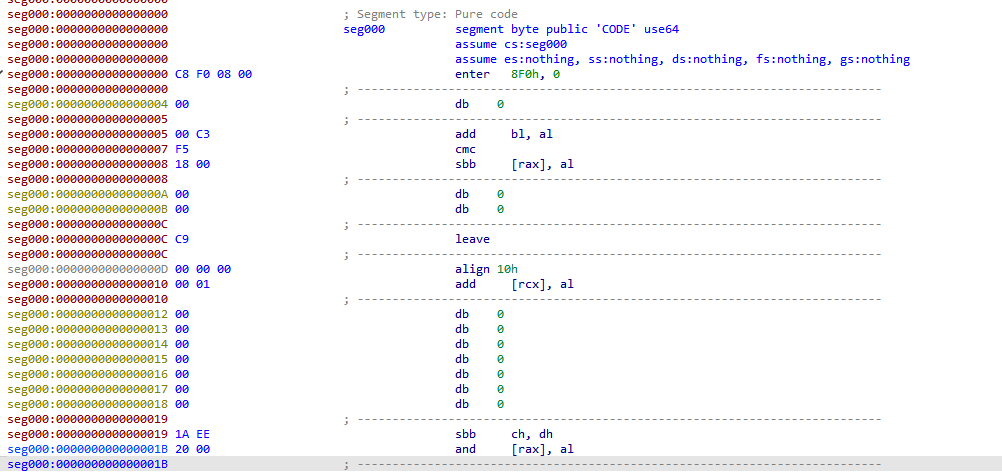 seg000:0000000000000000
seg000:0000000000000000 ; Segment type: Pure code
seg000:0000000000000000 seg000 segment byte public 'CODE' use64
seg000:0000000000000000 assume cs:seg000
seg000:0000000000000000 assume es:nothing, ss:nothing, ds:nothing, fs:nothing, gs:nothing
seg000:0000000000000000 C8 F0 08 00 enter 8F0h, 0
seg000:0000000000000000 ; ---------------------------------------------------------------------------
seg000:0000000000000004 00 db 0
seg000:0000000000000005 ; ---------------------------------------------------------------------------
seg000:0000000000000005 00 C3 add bl, al
seg000:0000000000000007 F5 cmc
seg000:0000000000000008 18 00 sbb [rax], al
seg000:0000000000000008 ; ---------------------------------------------------------------------------
seg000:000000000000000A 00 db 0
seg000:000000000000000B 00 db 0
seg000:000000000000000C ; ---------------------------------------------------------------------------
seg000:000000000000000C C9 leave
seg000:000000000000000C ; ---------------------------------------------------------------------------
seg000:000000000000000D 00 00 00 align 10h
seg000:0000000000000010 00 01 add [rcx], al
seg000:0000000000000010 ; ---------------------------------------------------------------------------
seg000:0000000000000012 00 db 0
seg000:0000000000000013 00 db 0
seg000:0000000000000014 00 db 0
seg000:0000000000000015 00 db 0
seg000:0000000000000016 00 db 0
seg000:0000000000000017 00 db 0
seg000:0000000000000018 00 db 0
seg000:0000000000000019 ; ---------------------------------------------------------------------------
seg000:0000000000000019 1A EE sbb ch, dh
seg000:000000000000001B 20 00 and [rax], al
seg000:000000000000001B ; ---------------------------------------------------------------------------